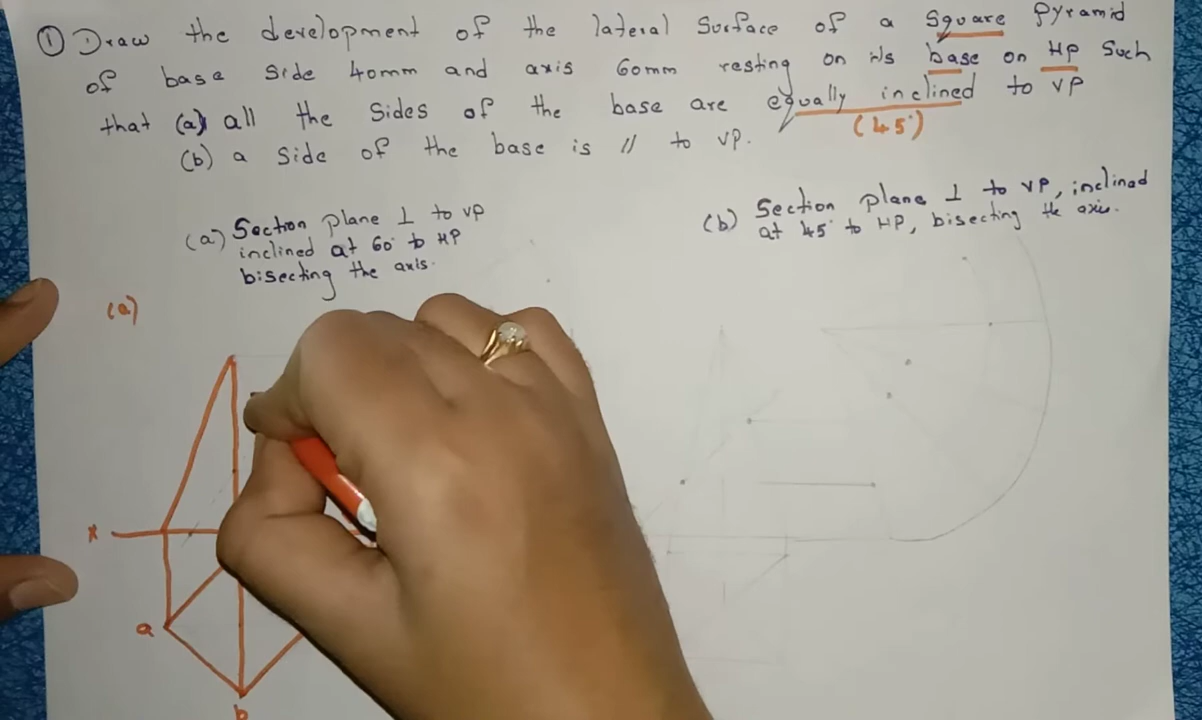 ① Draw the development of the lateral Surface of a Square Pyramid
of base side 40mm and axis 60mm resting on its base on HP Such
that (a) all the Sides of the base are equally inclined to VP
(45°)
(b) a side of the base is // to VP.
(a) Section plane ⊥ to VP
inclined at 60° to HP
bisecting the axis.
(b) Section plane ⊥ to VP, inclined
at 45° to HP, bisecting the axis.
(a)
X
a
b